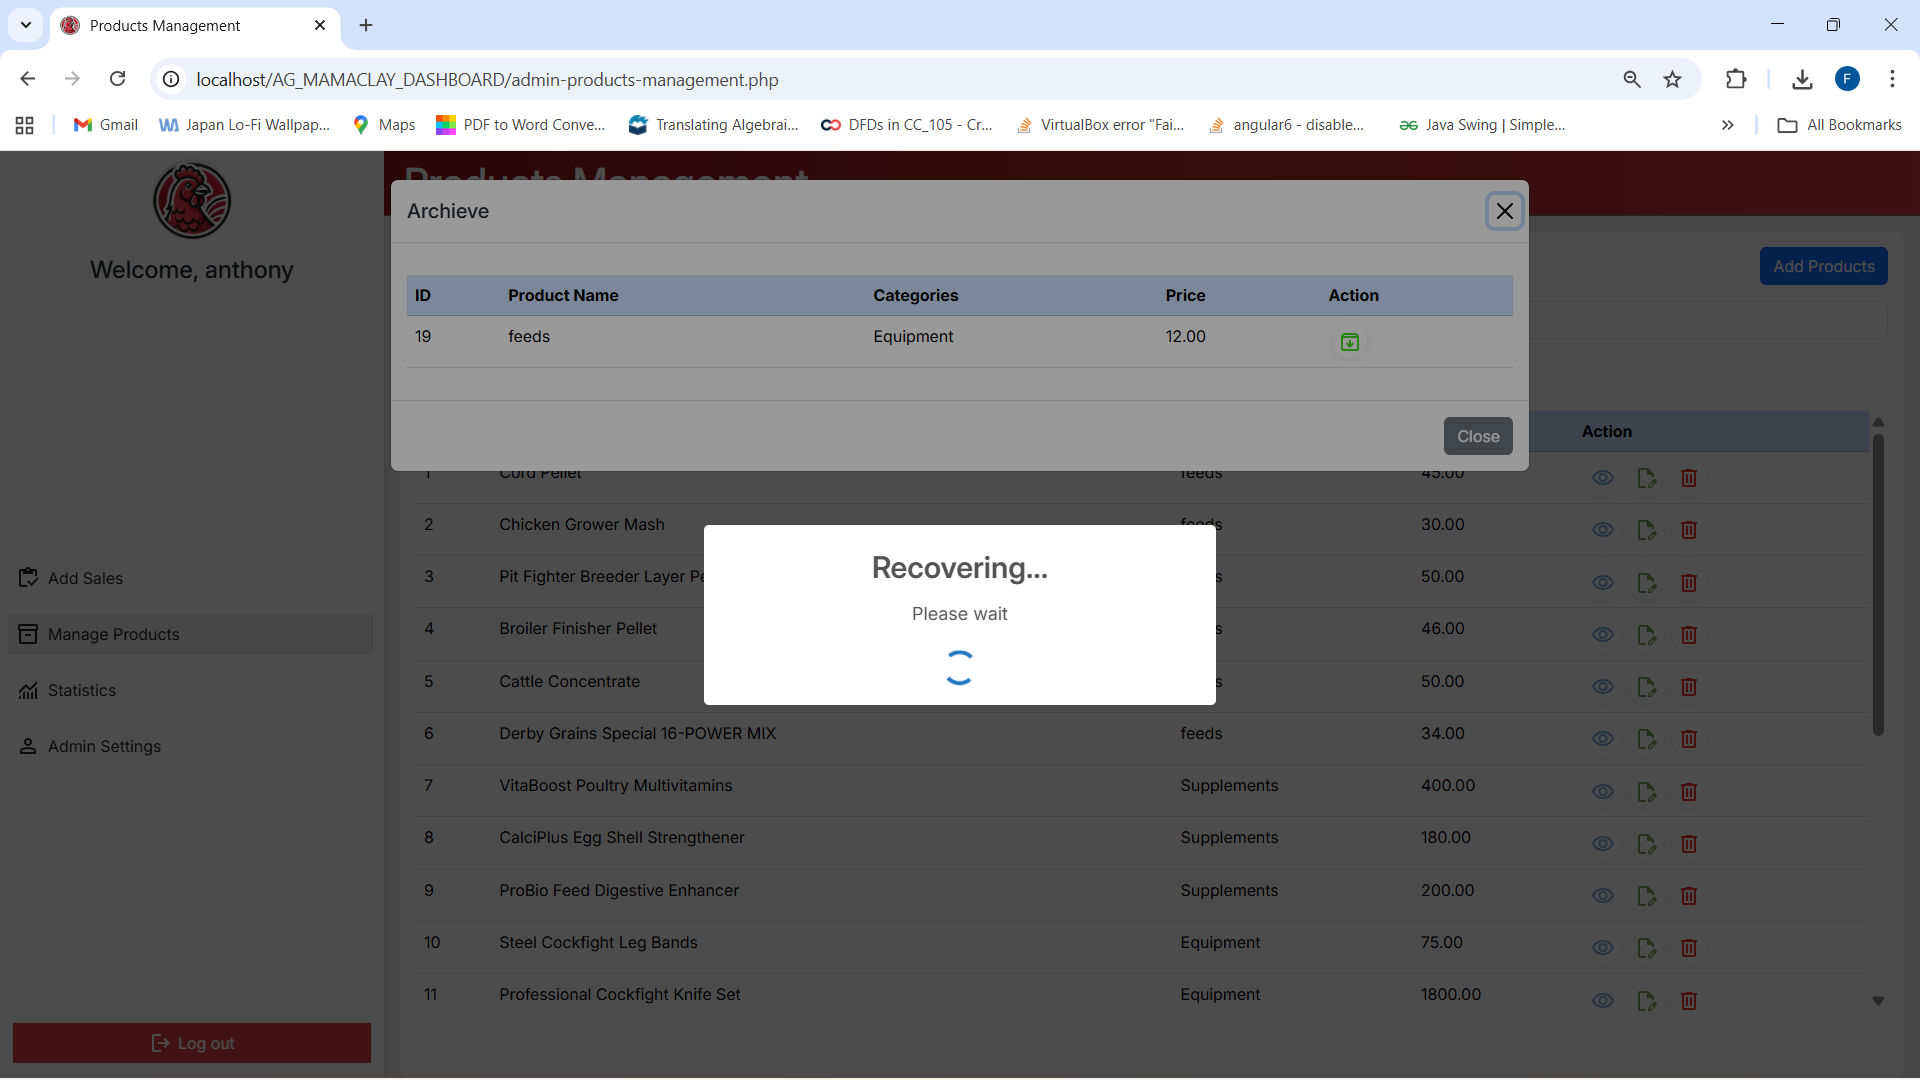 Products Management
localhost/AG_MAMACLAY_DASHBOARD/admin-products-management.php
F
Gmail
Japan Lo-Fi Wallpap...
Maps
PDF to Word Conve...
Translating Algebrai...
DFDs in CC_105 - Cr...
VirtualBox error "Fai...
angular6 - disable...
Java Swing | Simple...
All Bookmarks
Welcome, anthony
Add Sales
Manage Products
Statistics
Admin Settings
Log out
Products Management
Add Products
Archieve
ID Product Name Categories Price Action
19 feeds Equipment 12.00
Close
Action
1 Cord Pellet feeds 45.00
2 Chicken Grower Mash feeds 30.00
3 Pit Fighter Breeder Layer Pe s 50.00
4 Broiler Finisher Pellet s 46.00
5 Cattle Concentrate s 50.00
6 Derby Grains Special 16-POWER MIX feeds 34.00
7 VitaBoost Poultry Multivitamins Supplements 400.00
8 CalciPlus Egg Shell Strengthener Supplements 180.00
9 ProBio Feed Digestive Enhancer Supplements 200.00
10 Steel Cockfight Leg Bands Equipment 75.00
11 Professional Cockfight Knife Set Equipment 1800.00
Recovering...
Please wait